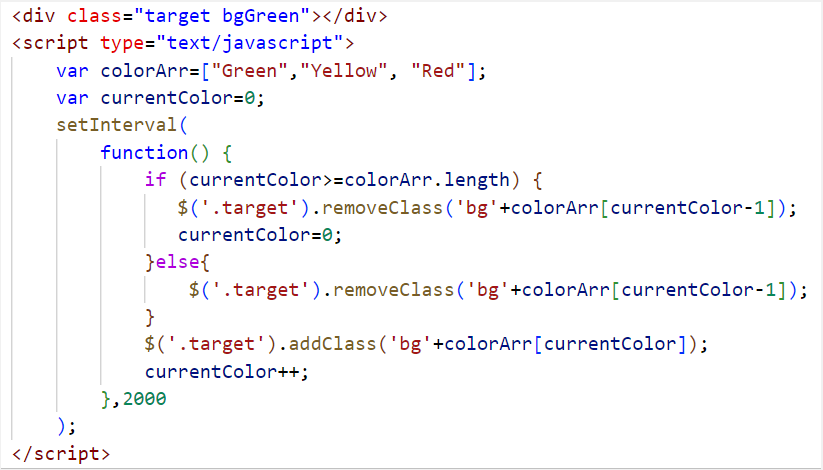 <div class="target bgGreen"></div>
<script type="text/javascript">
    var colorArr=["Green","Yellow", "Red"];
    var currentColor=0;
    setInterval(
        function() {
            if (currentColor>=colorArr.length) {
               $('.target').removeClass('bg'+colorArr[currentColor-1]);
               currentColor=0;
            }else{
                $('.target').removeClass('bg'+colorArr[currentColor-1]);
            }
            $('.target').addClass('bg'+colorArr[currentColor]);
            currentColor++;
        },2000
    );
</script>